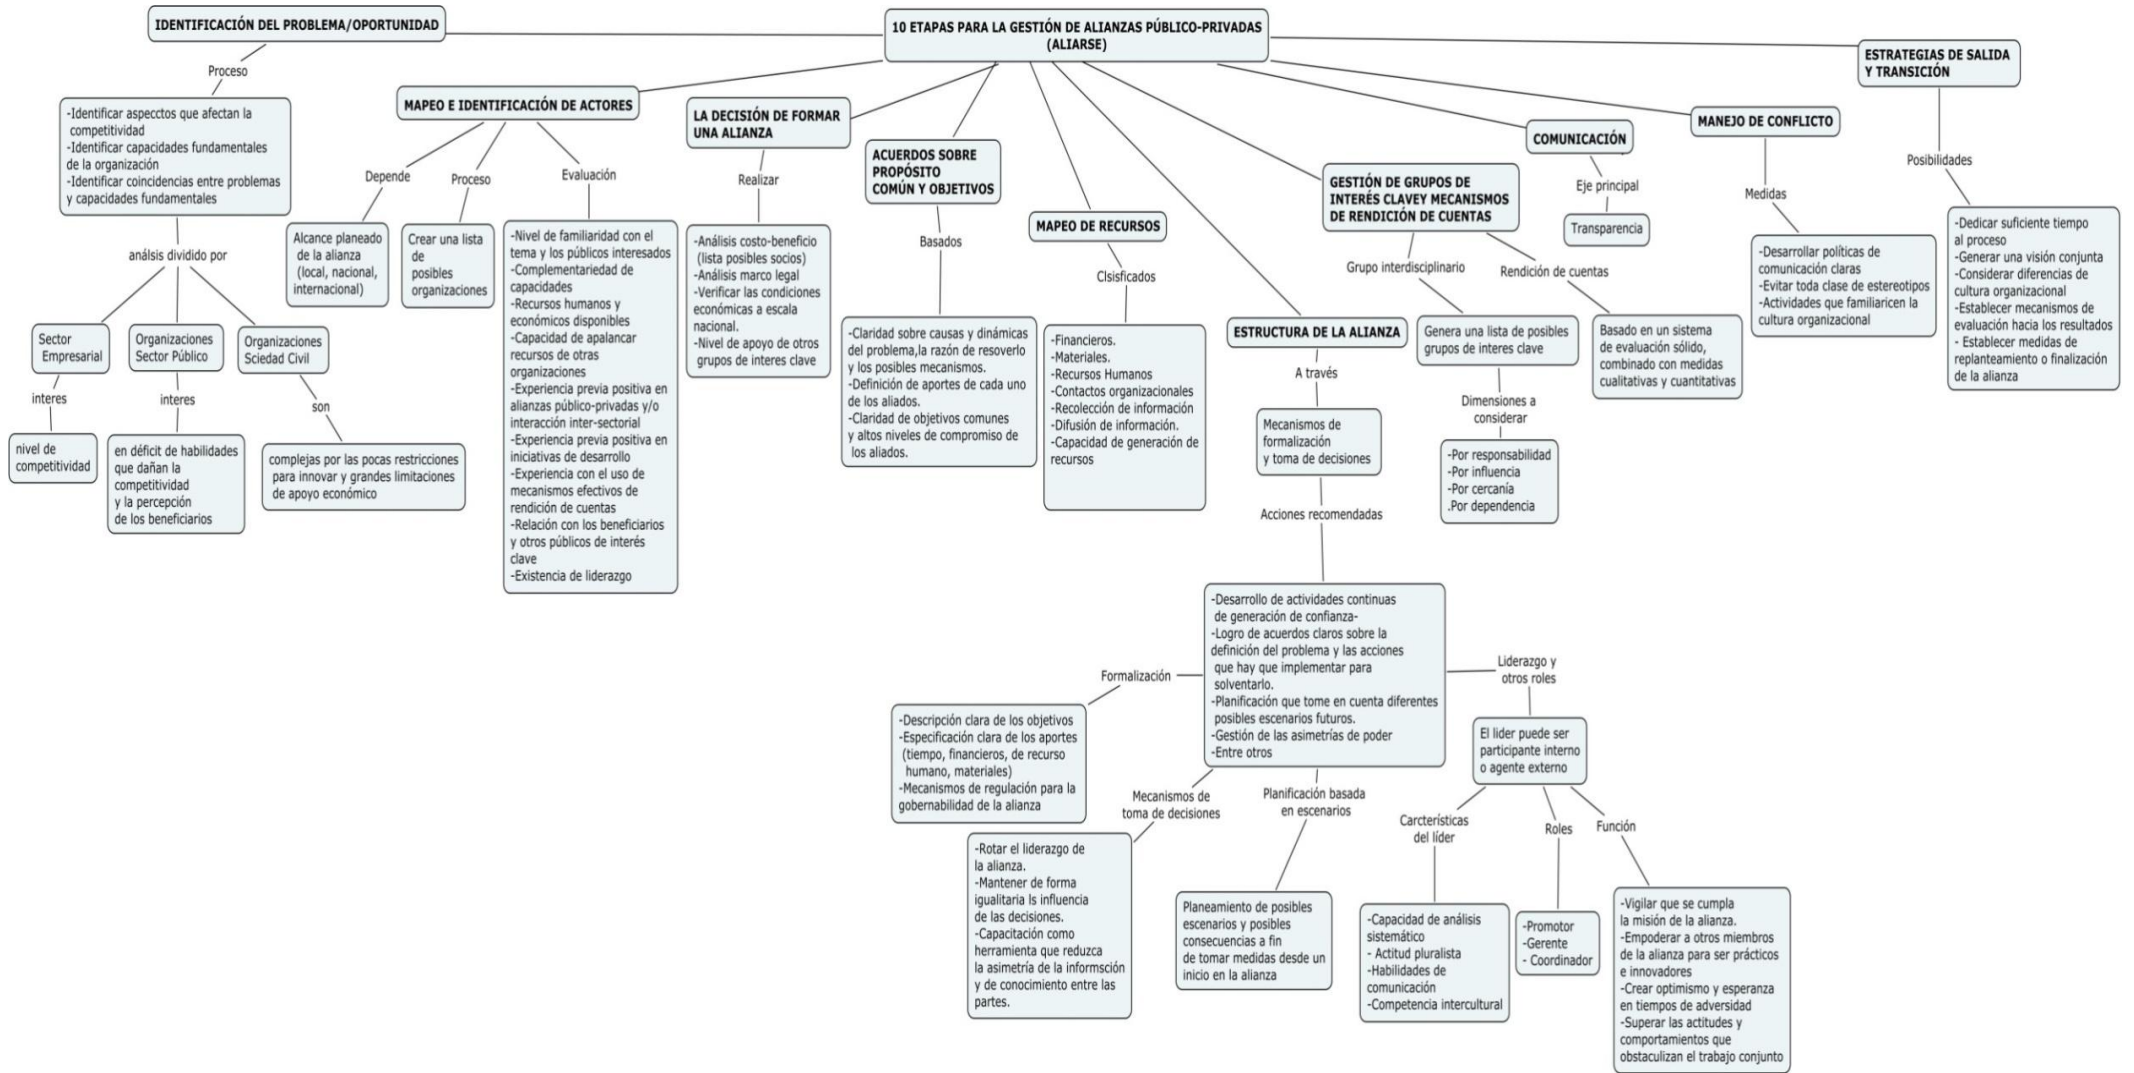 10 ETAPAS PARA LA GESTIÓN DE ALIANZAS PÚBLICO-PRIVADAS
(ALIARSE)
IDENTIFICACIÓN DEL PROBLEMA/OPORTUNIDAD
Proceso
-Identificar aspecctos que afectan la
competitividad
-Identificar capacidades fundamentales
de la organización
-Identificar coincidencias entre problemas
y capacidades fundamentales
análsis dividido por
Sector
Empresarial
interes
nivel de
competitividad
Organizaciones
Sector Público
interes
en déficit de habilidades
que dañan la
competitividad
y la percepción
de los beneficiarios
Organizaciones
Sciedad Civil
son
complejas por las pocas restricciones
para innovar y grandes limitaciones
de apoyo económico
MAPEO E IDENTIFICACIÓN DE ACTORES
Depende
Alcance planeado
de la alianza
(local, nacional,
internacional)
Proceso
Crear una lista
de
posibles
organizaciones
Evaluación
-Nivel de familiaridad con el
tema y los públicos interesados
-Complementariedad de
capacidades
-Recursos humanos y
económicos disponibles
-Capacidad de apalancar
recursos de otras
organizaciones
-Experiencia previa positiva en
alianzas público-privadas y/o
interacción inter-sectorial
-Experiencia previa positiva en
iniciativas de desarrollo
-Experiencia con el uso de
mecanismos efectivos de
rendición de cuentas
-Relación con los beneficiarios
y otros públicos de interés
clave
-Existencia de liderazgo
LA DECISIÓN DE FORMAR
UNA ALIANZA
Realizar
-Análisis costo-beneficio
(lista posibles socios)
-Análisis marco legal
-Verificar las condiciones
económicas a escala
nacional.
-Nivel de apoyo de otros
grupos de interes clave
ACUERDOS SOBRE
PROPÓSITO
COMÚN Y OBJETIVOS
Basados
-Claridad sobre causas y dinámicas
del problema,la razón de resoverlo
y los posibles mecanismos.
-Definición de aportes de cada uno
de los aliados.
-Claridad de objetivos comunes
y altos niveles de compromiso de
los aliados.
MAPEO DE RECURSOS
Clsisficados
-Financieros.
-Materiales.
-Recursos Humanos
-Contactos organizacionales
-Recolección de información
-Difusión de información.
-Capacidad de generación de
recursos
ESTRUCTURA DE LA ALIANZA
A través
Mecanismos de
formalización
y toma de decisiones
Acciones recomendadas
-Desarrollo de actividades continuas
de generación de confianza-
-Logro de acuerdos claros sobre la
definición del problema y las acciones
que hay que implementar para
solventarlo.
-Planificación que tome en cuenta diferentes
posibles escenarios futuros.
-Gestión de las asimetrías de poder
-Entre otros
Formalización
-Descripción clara de los objetivos
-Especificación clara de los aportes
(tiempo, financieros, de recurso
humano, materiales)
-Mecanismos de regulación para la
gobernabilidad de la alianza
Mecanismos de
toma de decisiones
-Rotar el liderazgo de
la alianza.
-Mantener de forma
igualitaria ls influencia
de las decisiones.
-Capacitación como
herramienta que reduzca
la asimetría de la informsción
y de conocimiento entre las
partes.
Planificación basada
en escenarios
Planeamiento de posibles
escenarios y posibles
consecuencias a fin
de tomar medidas desde un
inicio en la alianza
Liderazgo y
otros roles
El lider puede ser
participante interno
o agente externo
Carcterísticas
del líder
-Capacidad de análisis
sistemático
- Actitud pluralista
-Habilidades de
comunicación
-Competencia intercultural
Roles
-Promotor
-Gerente
- Coordinador
Función
-Vigilar que se cumpla
la misión de la alianza.
-Empoderar a otros miembros
de la alianza para ser prácticos
e innovadores
-Crear optimismo y esperanza
en tiempos de adversidad
-Superar las actitudes y
comportamientos que
obstaculizan el trabajo conjunto
GESTIÓN DE GRUPOS DE
INTERÉS CLAVEY MECANISMOS
DE RENDICIÓN DE CUENTAS
Grupo interdisciplinario
Genera una lista de posibles
grupos de interes clave
Dimensiones a
considerar
-Por responsabilidad
-Por influencia
-Por cercanía
.Por dependencia
Rendición de cuentas
Basado en un sistema
de evaluación sólido,
combinado con medidas
cualitativas y cuantitativas
COMUNICACIÓN
Eje principal
Transparencia
MANEJO DE CONFLICTO
Medidas
-Desarrollar políticas de
comunicación claras
-Evitar toda clase de estereotipos
-Actividades que familiaricen la
cultura organizacional
ESTRATEGIAS DE SALIDA
Y TRANSICIÓN
Posibilidades
-Dedicar suficiente tiempo
al proceso
-Generar una visión conjunta
-Considerar diferencias de
cultura organizacional
-Establecer mecanismos de
evaluación hacia los resultados
- Establecer medidas de
replanteamiento o finalización
de la alianza